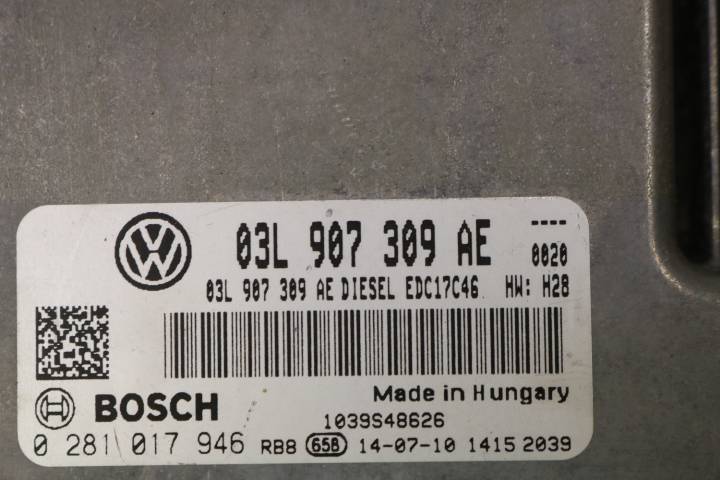 03L 907 309 AE ----
0020
03L 907 309 AE DIESEL EDC17C46 HW: H28
Made in Hungary
BOSCH
1039S48626
0 281 017 946 RB8 65B 14-07-10 1415 2039